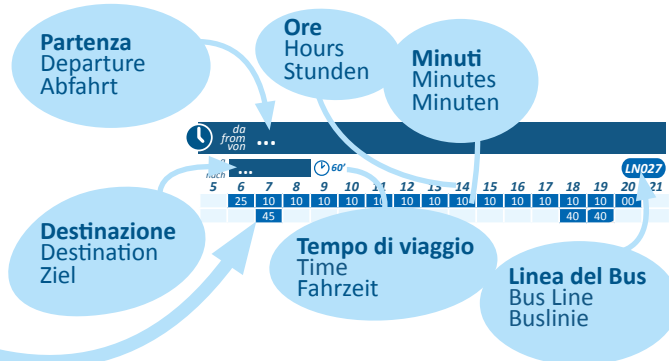 Partenza
Departure
Abfahrt
Ore
Hours
Stunden
Minuti
Minutes
Minuten
da
from
von
...
nach
...
60'
LN027
5 6 7 8 9 10 11 12 13 14 15 16 17 18 19 20 21
25 10 10 10 10 10 10 10 10 10 10 10 10 10 00
45 40 40
Destinazione
Destination
Ziel
Tempo di viaggio
Time
Fahrzeit
Linea del Bus
Bus Line
Buslinie